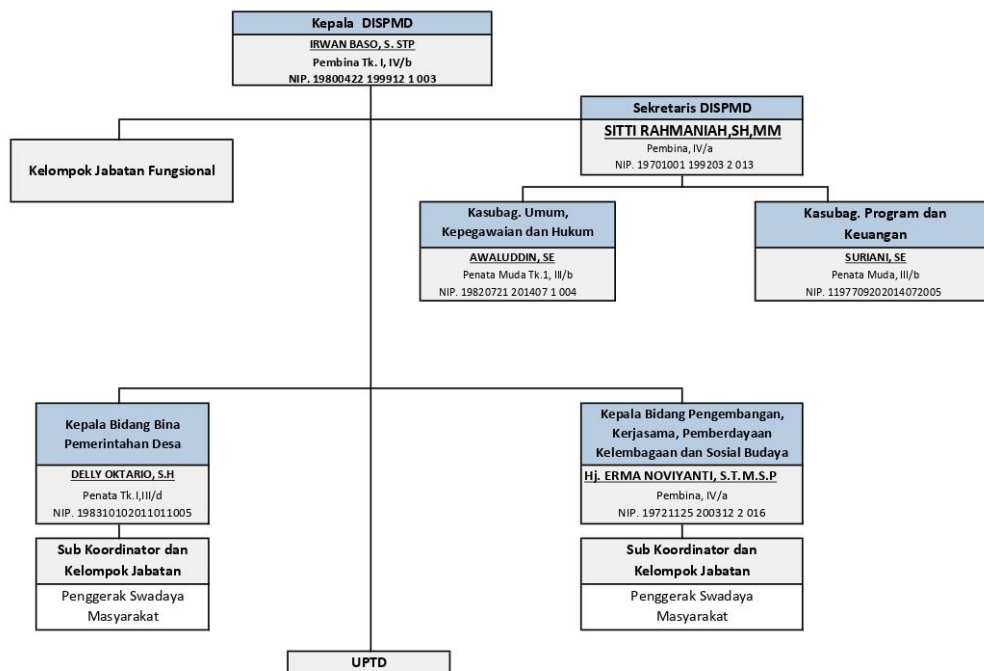 Kepala DISPMD
IRWAN BASO, S. STP
Pembina Tk. I, IV/b
NIP. 19800422 199912 1 003
Sekretaris DISPMD
SITTI RAHMANIAH,SH,MM
Pembina, IV/a
NIP. 19701001 199203 2 013
Kelompok Jabatan Fungsional
Kasubag. Umum,
Kepegawaian dan Hukum
AWALUDDIN, SE
Penata Muda Tk.1, III/b
NIP. 19820721 201407 1 004
Kasubag. Program dan
Keuangan
SURIANI, SE
Penata Muda, III/b
NIP. 119770920201407​2005
Kepala Bidang Bina
Pemerintahan Desa
DELLY OKTARIO, S.H
Penata Tk.I,III/d
NIP. 198310102011011005
Sub Koordinator dan
Kelompok Jabatan
Penggerak Swadaya
Masyarakat
Kepala Bidang Pengembangan,
Kerjasama, Pemberdayaan
Kelembagaan dan Sosial Budaya
Hj. ERMA NOVIYANTI, S.T.M.S.P
Pembina, IV/a
NIP. 19721125 200312 2 016
Sub Koordinator dan
Kelompok Jabatan
Penggerak Swadaya
Masyarakat
UPTD